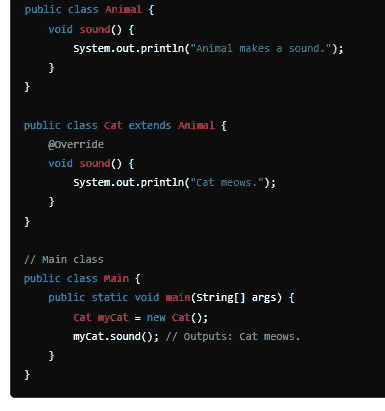 public class Animal {
    void sound() {
        System.out.println("Animal makes a sound.");
    }
}

public class Cat extends Animal {
    @Override
    void sound() {
        System.out.println("Cat meows.");
    }
}

// Main class
public class Main {
    public static void main(String[] args) {
        Cat myCat = new Cat();
        myCat.sound(); // Outputs: Cat meows.
    }
}